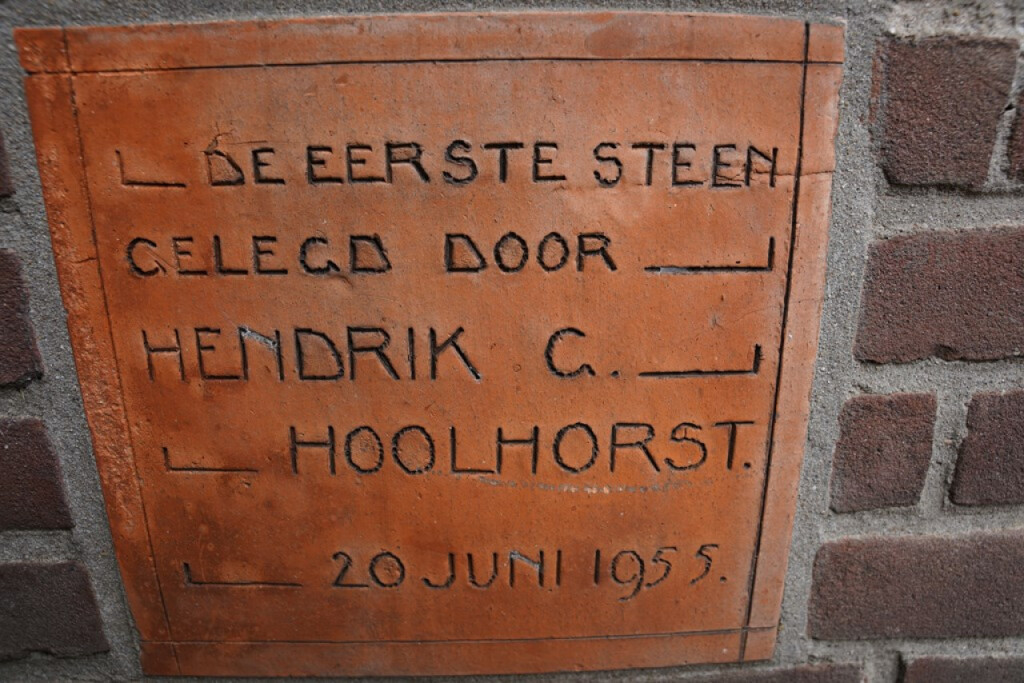 DE EERSTE STEEN
GELEGD DOOR
HENDRIK G.
HOOLHORST.
20 JUNI 1955.